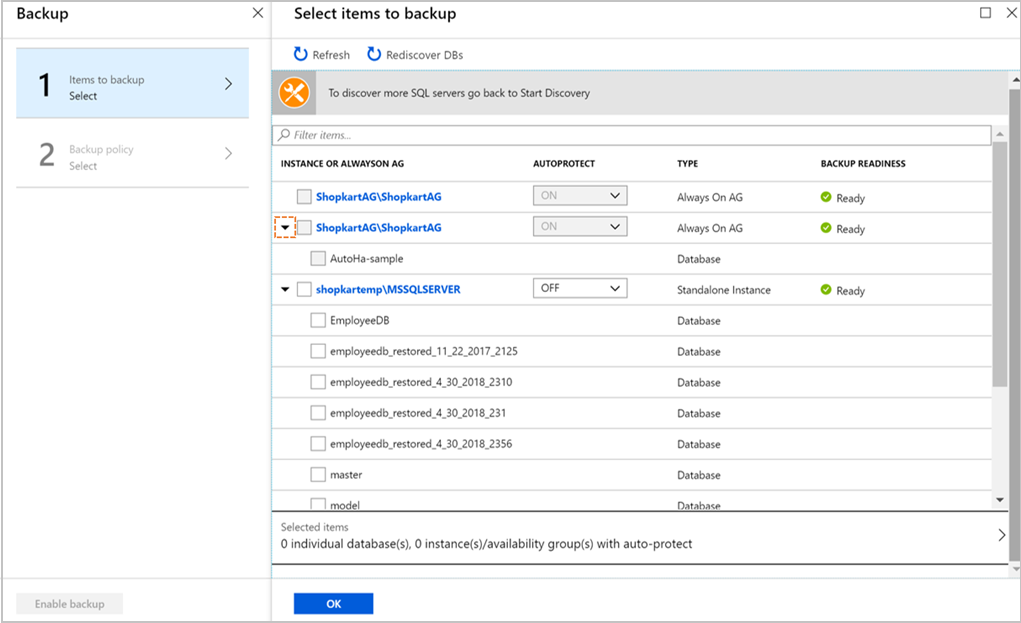 Backup
Select items to backup
1
Items to backup
Select
2
Backup policy
Select
Refresh
Rediscover DBs
To discover more SQL servers go back to Start Discovery
Filter items...
INSTANCE OR ALWAYSON AG AUTOPROTECT TYPE BACKUP READINESS
ShopkartAG\ShopkartAG ON Always On AG Ready
ShopkartAG\ShopkartAG ON Always On AG Ready
AutoHa-sample Database
shopkartemp\MSSQLSERVER OFF Standalone Instance Ready
EmployeeDB Database
employeedb_restored_11_22_2017_2125 Database
employeedb_restored_4_30_2018_2310 Database
employeedb_restored_4_30_2018_231 Database
employeedb_restored_4_30_2018_2356 Database
master Database
model Database
Selected items
0 individual database(s), 0 instance(s)/availability group(s) with auto-protect
Enable backup
OK